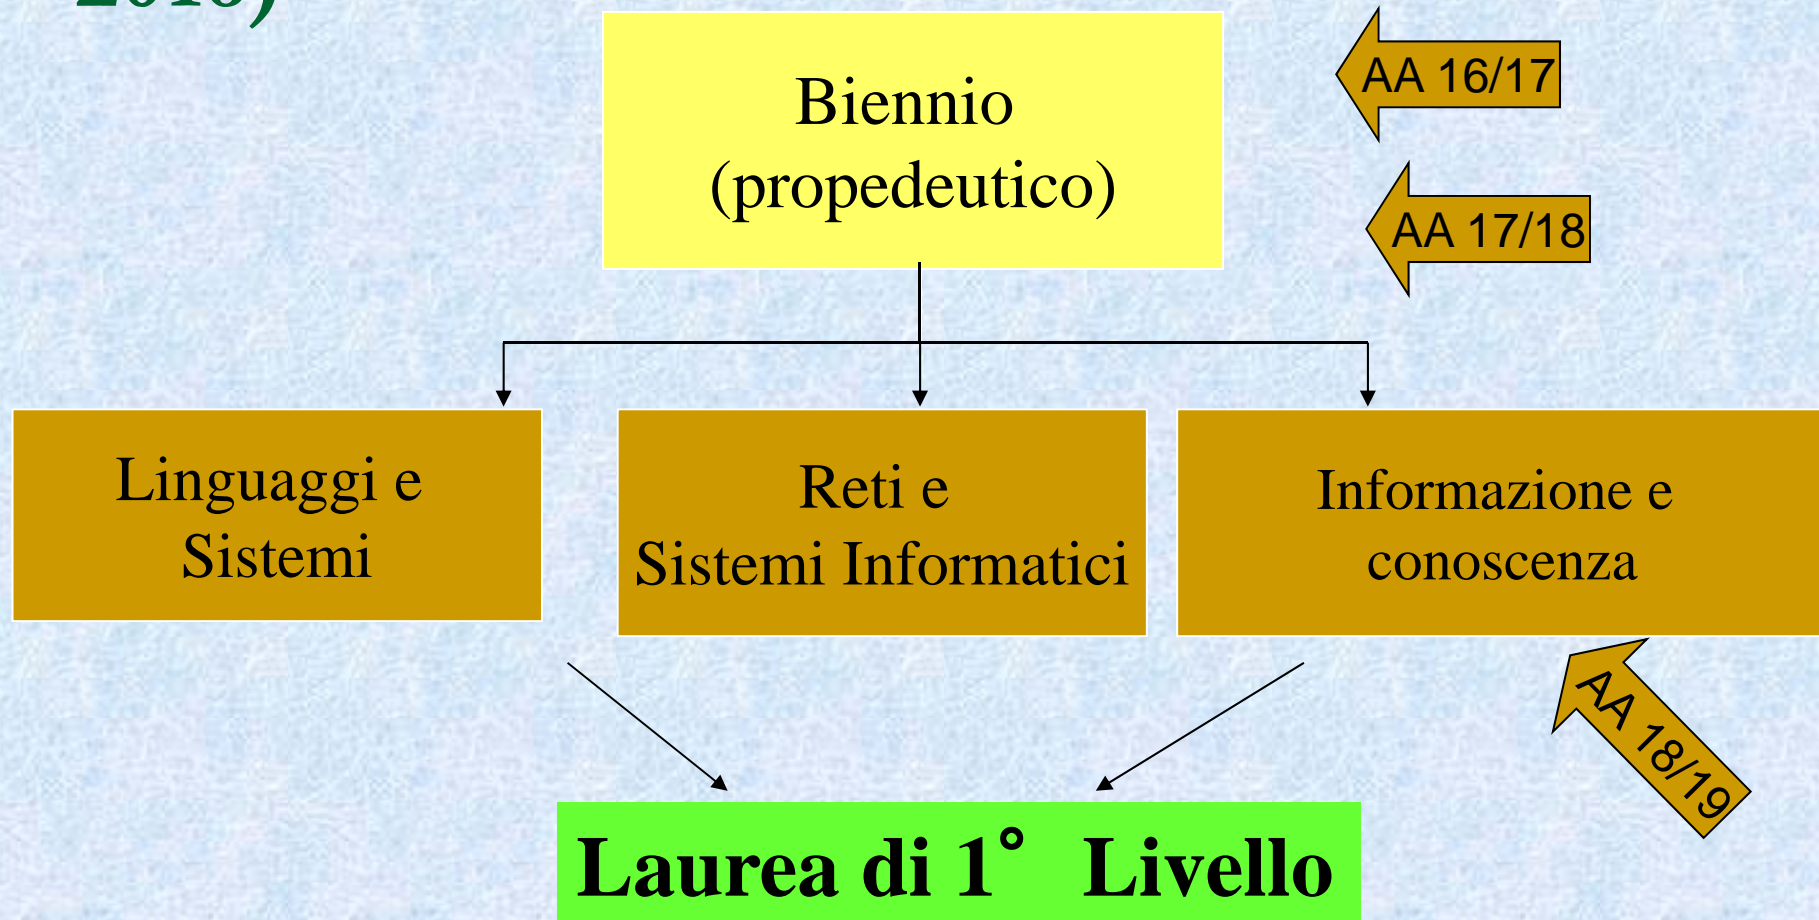 Biennio
(propedeutico)
AA 16/17
AA 17/18
Linguaggi e
Sistemi
Reti e
Sistemi Informatici
Informazione e
conoscenza
AA 18/19
Laurea di 1° Livello